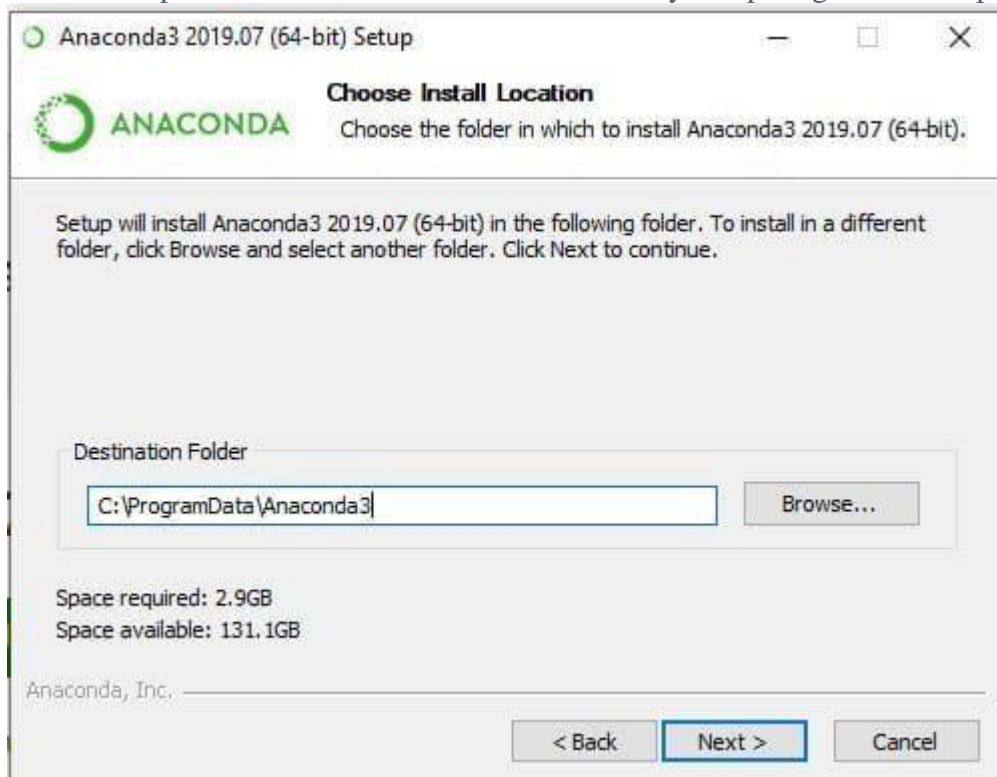 Anaconda3 2019.07 (64-bit) Setup
ANACONDA
Choose Install Location
Choose the folder in which to install Anaconda3 2019.07 (64-bit).
Setup will install Anaconda3 2019.07 (64-bit) in the following folder. To install in a different
folder, click Browse and select another folder. Click Next to continue.
Destination Folder
C:\ProgramData\Anaconda3
Browse...
Space required: 2.9GB
Space available: 131.1GB
Anaconda, Inc.
< Back
Next >
Cancel